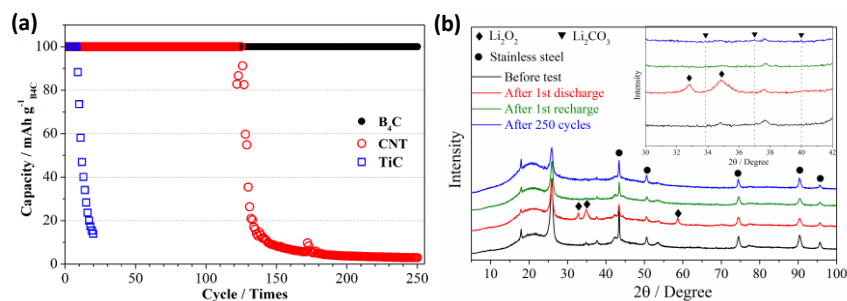 (a)
Capacity / mAh g⁻¹B4C
120
100
80
60
40
20
0
B4C
CNT
TiC
0 50 100 150 200 250
Cycle / Times
(b)
Li2O2 Li2CO3
Stainless steel
Before test
After 1st discharge
After 1st recharge
After 250 cycles
Intensity
30 32 34 36 38 40 42
2θ / Degree
Intensity
10 20 30 40 50 60 70 80 90 100
2θ / Degree